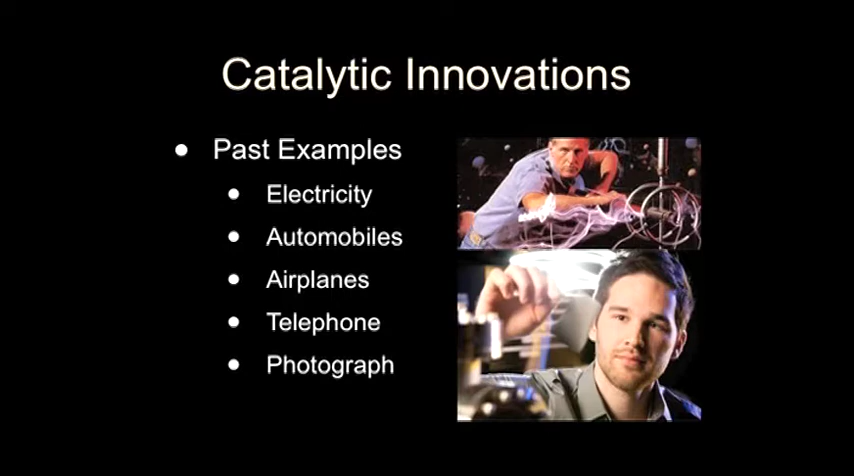 Catalytic Innovations
Past Examples
Electricity
Automobiles
Airplanes
Telephone
Photograph